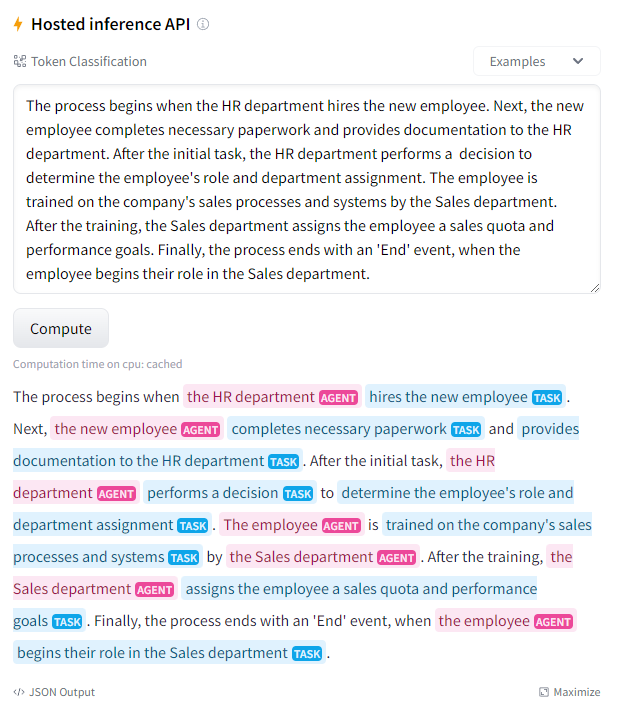 Hosted inference API
Token Classification
Examples
The process begins when the HR department hires the new employee. Next, the new
employee completes necessary paperwork and provides documentation to the HR
department. After the initial task, the HR department performs a  decision to
determine the employee's role and department assignment. The employee is
trained on the company's sales processes and systems by the Sales department.
After the training, the Sales department assigns the employee a sales quota and
performance goals. Finally, the process ends with an 'End' event, when the
employee begins their role in the Sales department.
Compute
Computation time on cpu: cached
The process begins when the HR department AGENT hires the new employee TASK .
Next, the new employee AGENT completes necessary paperwork TASK and provides
documentation to the HR department TASK . After the initial task, the HR
department AGENT performs a decision TASK to determine the employee's role and
department assignment TASK . The employee AGENT is trained on the company's sales
processes and systems TASK by the Sales department AGENT . After the training, the
Sales department AGENT assigns the employee a sales quota and performance
goals TASK . Finally, the process ends with an 'End' event, when the employee AGENT
begins their role in the Sales department TASK .
</> JSON Output
Maximize